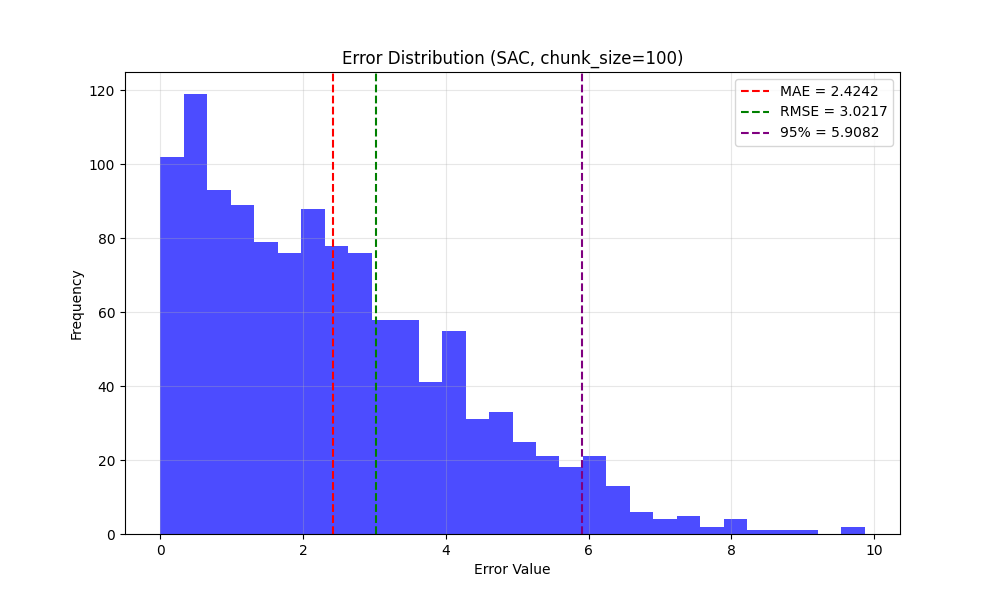 Error Distribution (SAC, chunk_size=100)
MAE = 2.4242
RMSE = 3.0217
95% = 5.9082
Frequency
120
100
80
60
40
20
0
0 2 4 6 8 10
Error Value